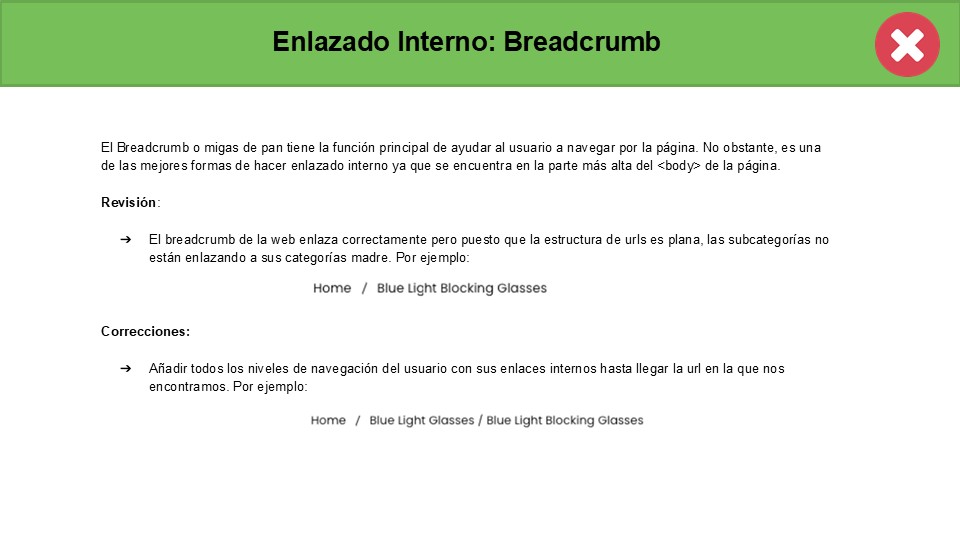 Enlazado Interno: Breadcrumb
El Breadcrumb o migas de pan tiene la función principal de ayudar al usuario a navegar por la página. No obstante, es una
de las mejores formas de hacer enlazado interno ya que se encuentra en la parte más alta del <body> de la página.
Revisión:
➔ El breadcrumb de la web enlaza correctamente pero puesto que la estructura de urls es plana, las subcategorías no
están enlazando a sus categorías madre. Por ejemplo:
Home / Blue Light Blocking Glasses
Correcciones:
➔ Añadir todos los niveles de navegación del usuario con sus enlaces internos hasta llegar la url en la que nos
encontramos. Por ejemplo:
Home / Blue Light Glasses / Blue Light Blocking Glasses